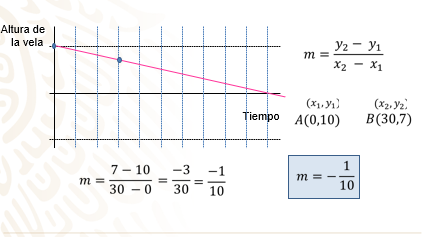 Altura de
la vela
Tiempo
m = (y₂ − y₁)/(x₂ − x₁)
(x₁,y₁) (x₂,y₂)
A(0,10) B(30,7)
m = (7 − 10)/(30 − 0) = −3/30 = −1/10
m = − 1/10